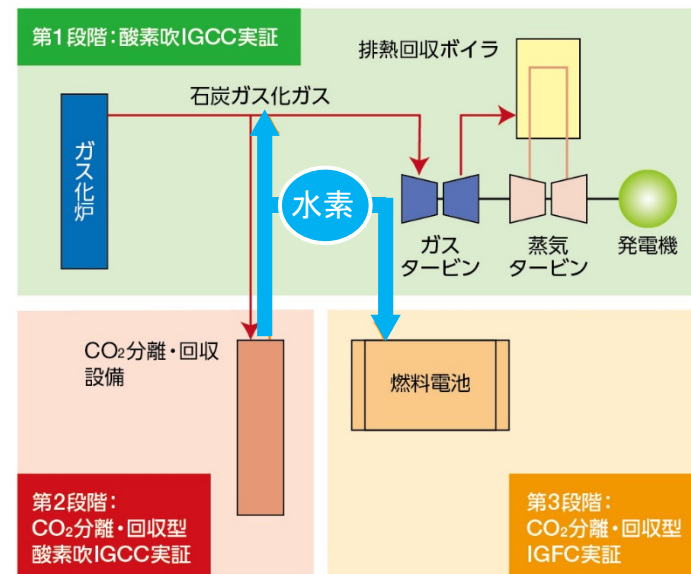 第1段階：酸素吹IGCC実証
排熱回収ボイラ
石炭ガス化ガス
ガス化炉
水素
ガス
タービン
蒸気
タービン
発電機
CO₂分離・回収
設備
燃料電池
第2段階：
CO₂分離・回収型
酸素吹IGCC実証
第3段階：
CO₂分離・回収型
IGFC実証